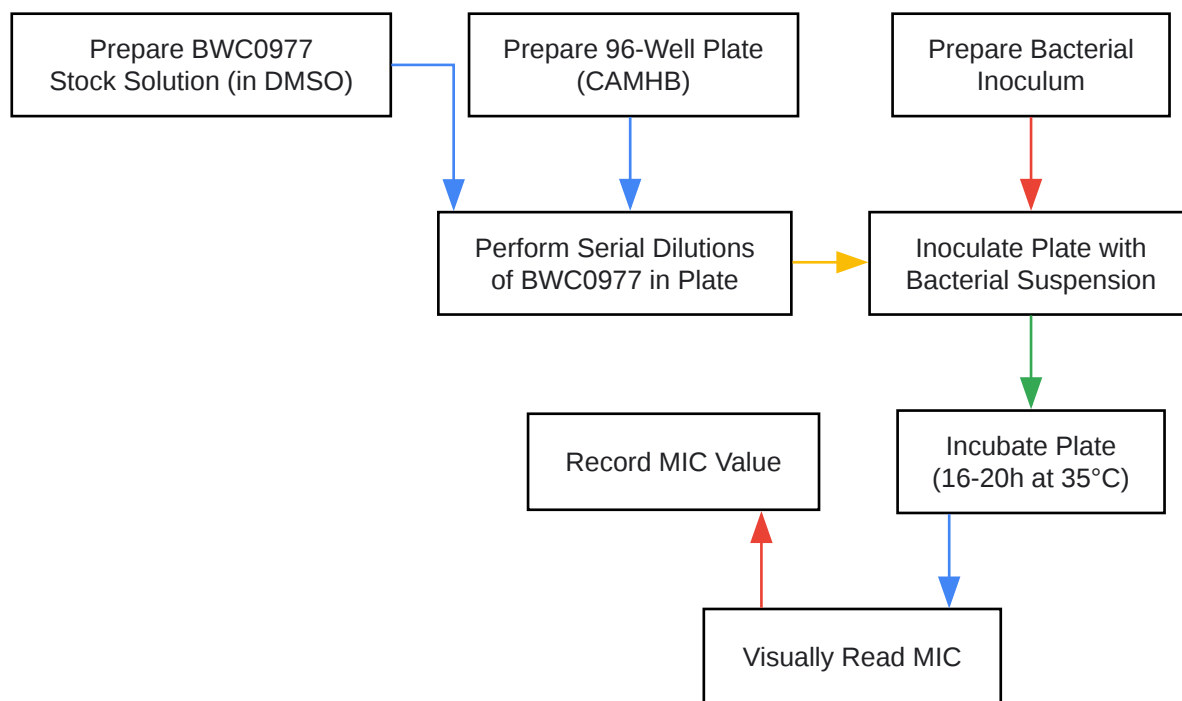 Prepare BWC0977
Stock Solution (in DMSO)
Prepare 96-Well Plate
(CAMHB)
Prepare Bacterial
Inoculum
Perform Serial Dilutions
of BWC0977 in Plate
Inoculate Plate with
Bacterial Suspension
Record MIC Value
Incubate Plate
(16-20h at 35°C)
Visually Read MIC